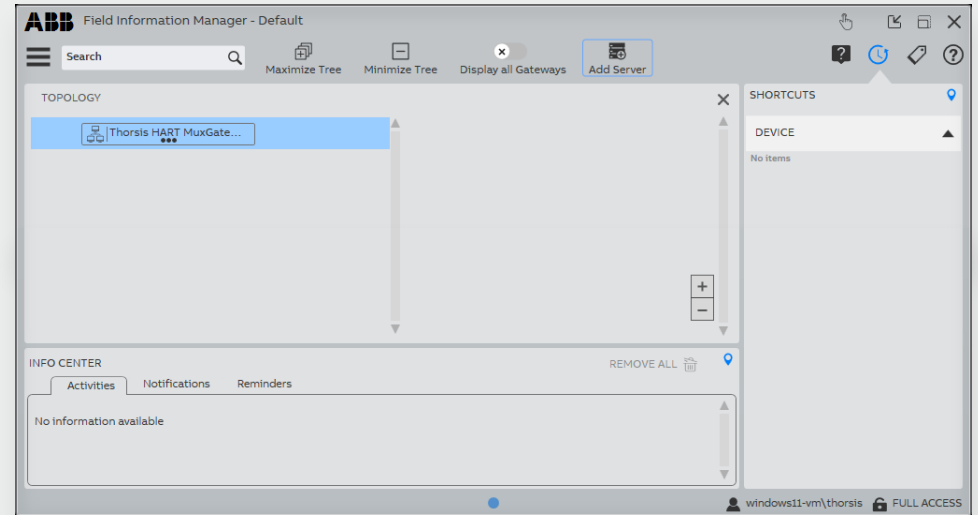 ABB Field Information Manager - Default
Search
Maximize Tree
Minimize Tree
Display all Gateways
Add Server
TOPOLOGY
Thorsis HART MuxGate...
SHORTCUTS
DEVICE
No items
INFO CENTER
REMOVE ALL
Activities
Notifications
Reminders
No information available
windows11-vm\thorsis
FULL ACCESS